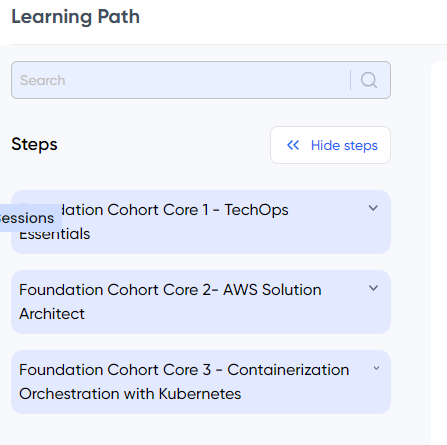 Learning Path
Search
Steps
Hide steps
dation Cohort Core 1 - TechOps
essions
Essentials
Foundation Cohort Core 2- AWS Solution
Architect
Foundation Cohort Core 3 - Containerization
Orchestration with Kubernetes